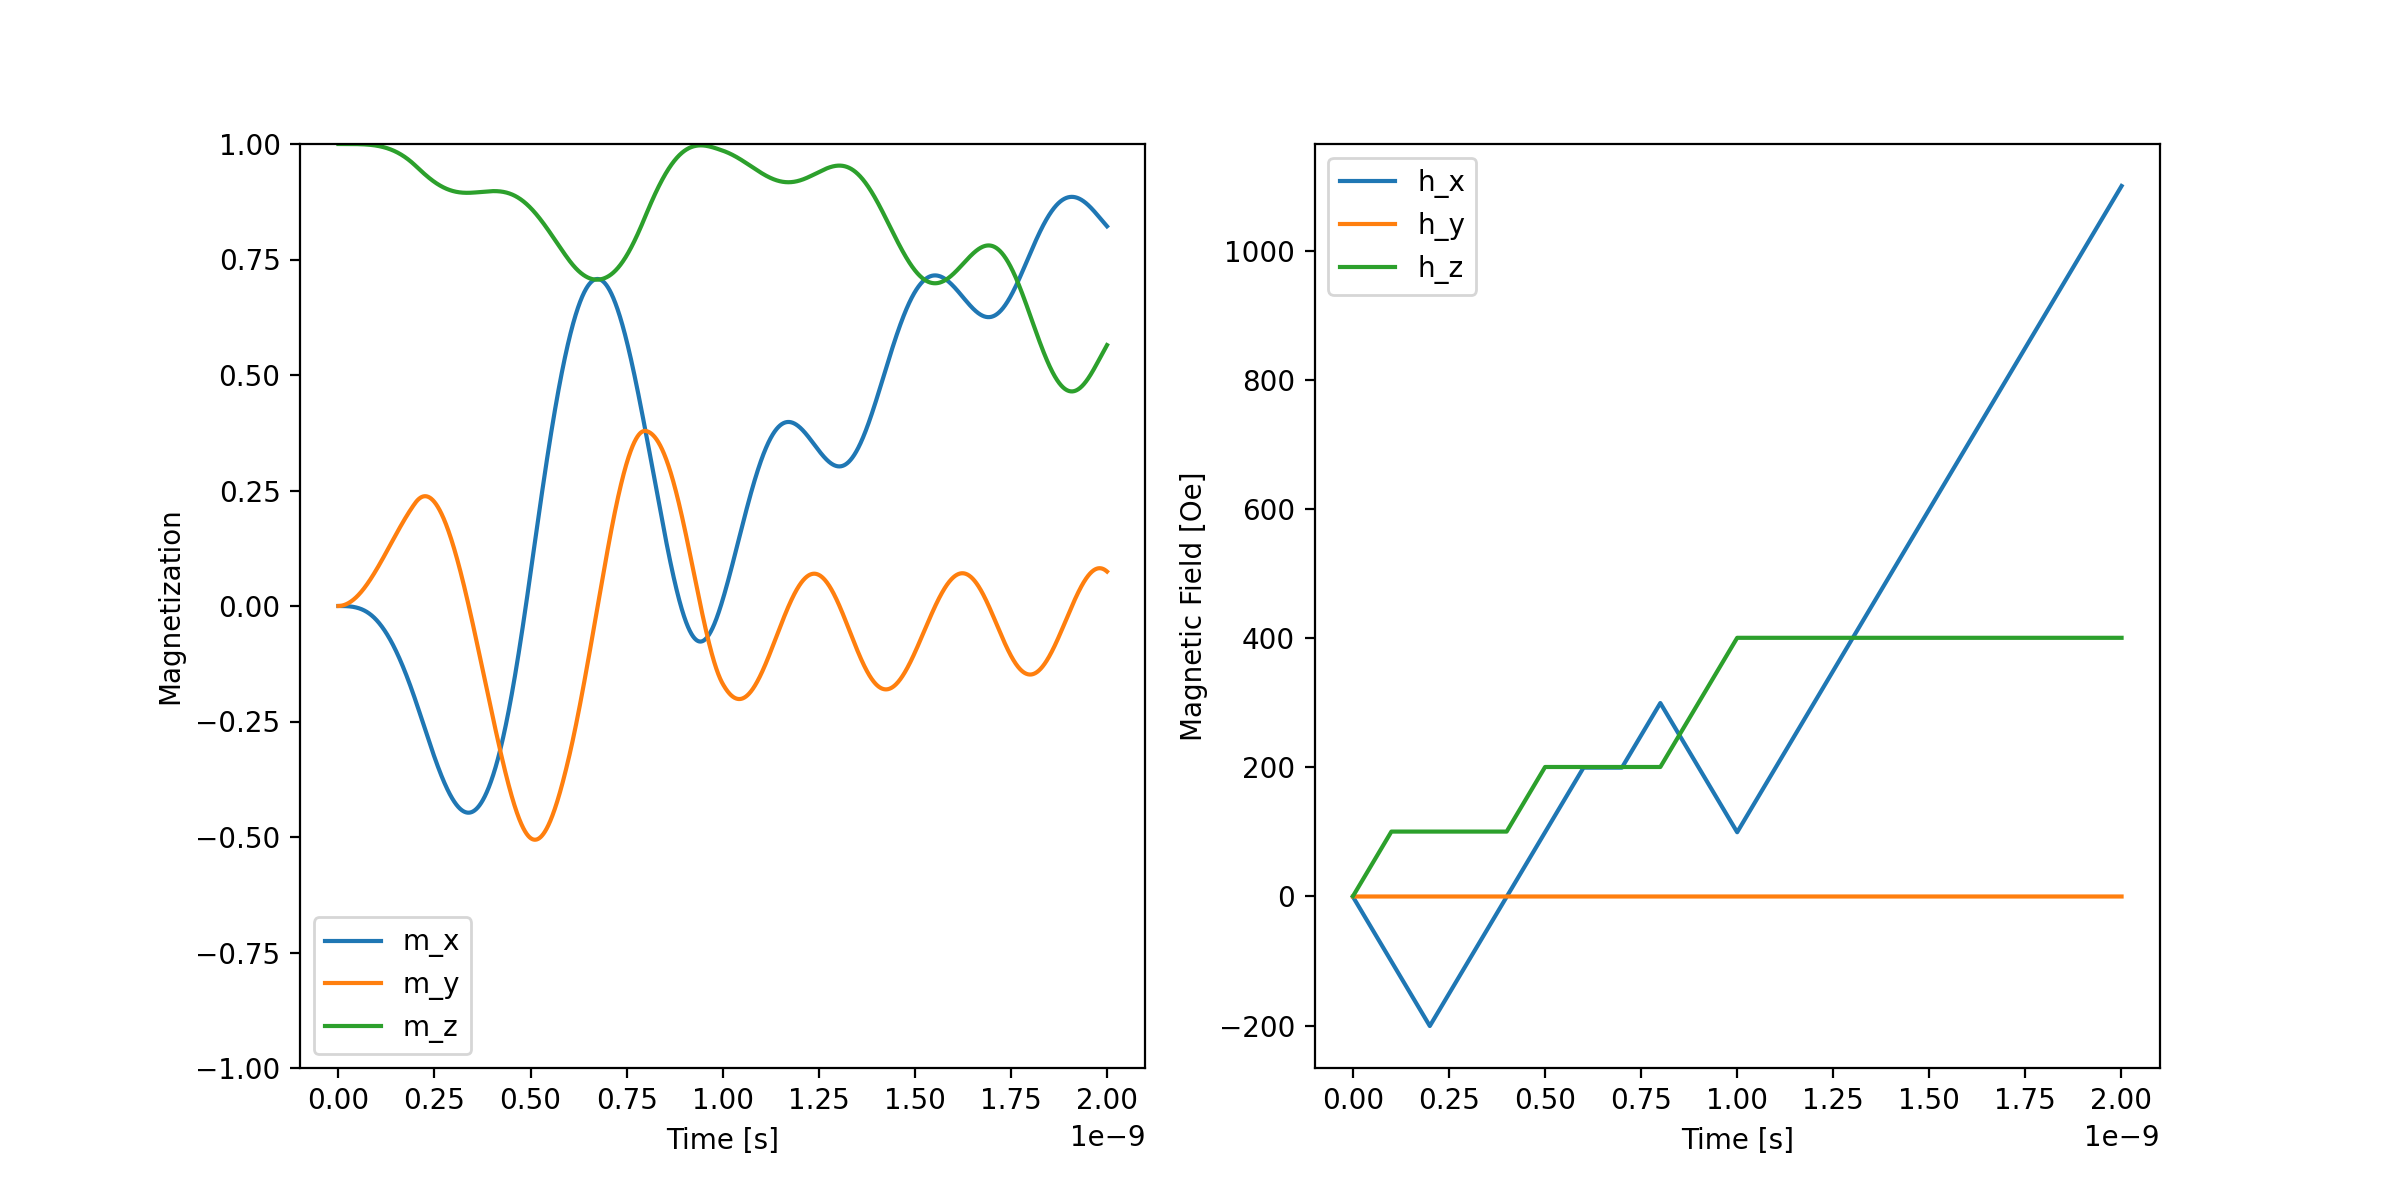 1.00
0.75
0.50
0.25
0.00
−0.25
−0.50
−0.75
−1.00
Magnetization
m_x
m_y
m_z
0.00 0.25 0.50 0.75 1.00 1.25 1.50 1.75 2.00
Time [s]
1e−9
1000
800
600
400
200
0
−200
Magnetic Field [Oe]
h_x
h_y
h_z
0.00 0.25 0.50 0.75 1.00 1.25 1.50 1.75 2.00
Time [s]
1e−9